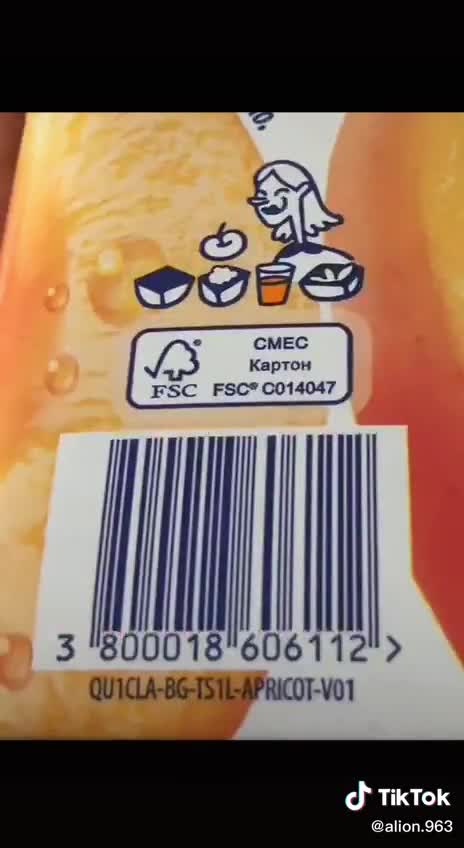 СМЕС
Картон
FSC® C014047
FSC
3 800018 606112 >
QU1CLA-BG-TS1L-APRICOT-V01
TikTok
@alion.963